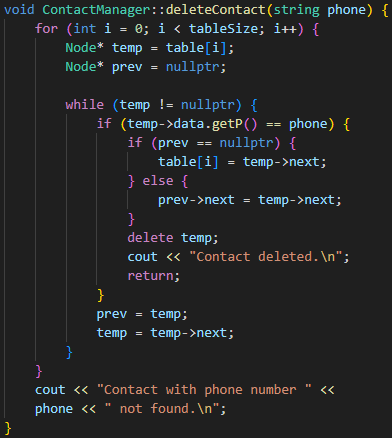 void ContactManager::deleteContact(string phone) {
    for (int i = 0; i < tableSize; i++) {
        Node* temp = table[i];
        Node* prev = nullptr;

        while (temp != nullptr) {
            if (temp->data.getP() == phone) {
                if (prev == nullptr) {
                    table[i] = temp->next;
                } else {
                    prev->next = temp->next;
                }
                delete temp;
                cout << "Contact deleted.\n";
                return;
            }
            prev = temp;
            temp = temp->next;
        }
    }
    cout << "Contact with phone number " <<
    phone << " not found.\n";
}